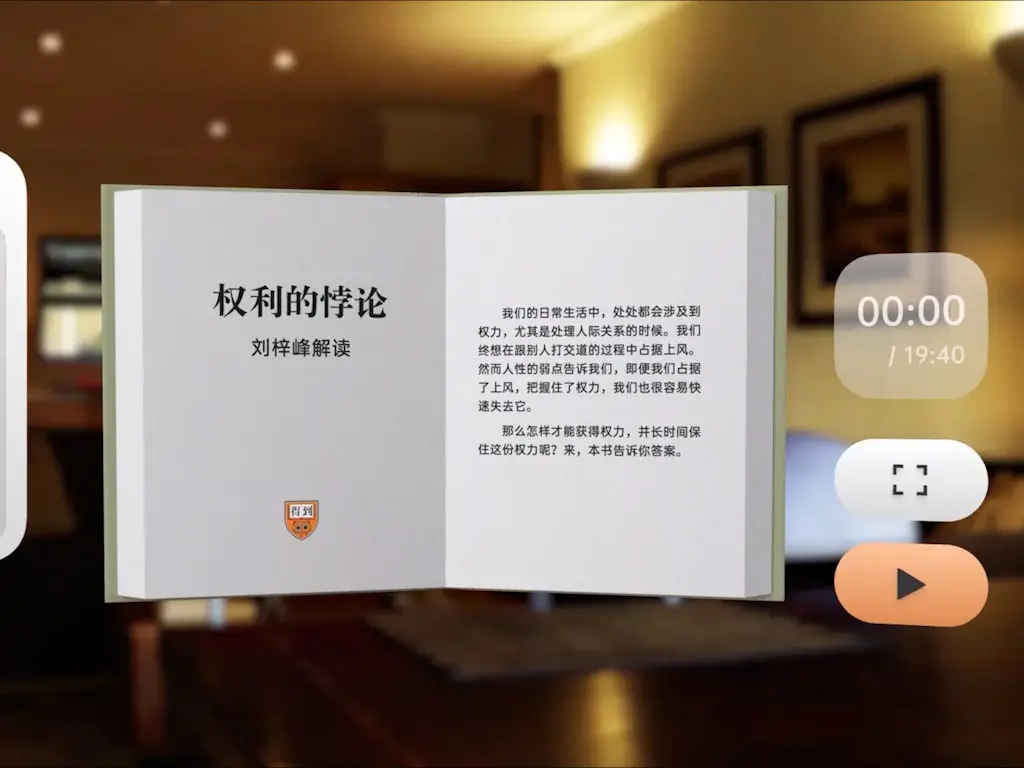 权利的悖论
刘梓峰解读
得到
我们的日常生活中，处处都会涉及到
权力，尤其是处理人际关系的时候。我们
终想在跟别人打交道的过程中占据上风。
然而人性的弱点告诉我们，即便我们占据
了上风，把握住了权力，我们也很容易快
速失去它。
那么怎样才能获得权力，并长时间保
住这份权力呢？来，本书告诉你答案。
00:00
/ 19:40